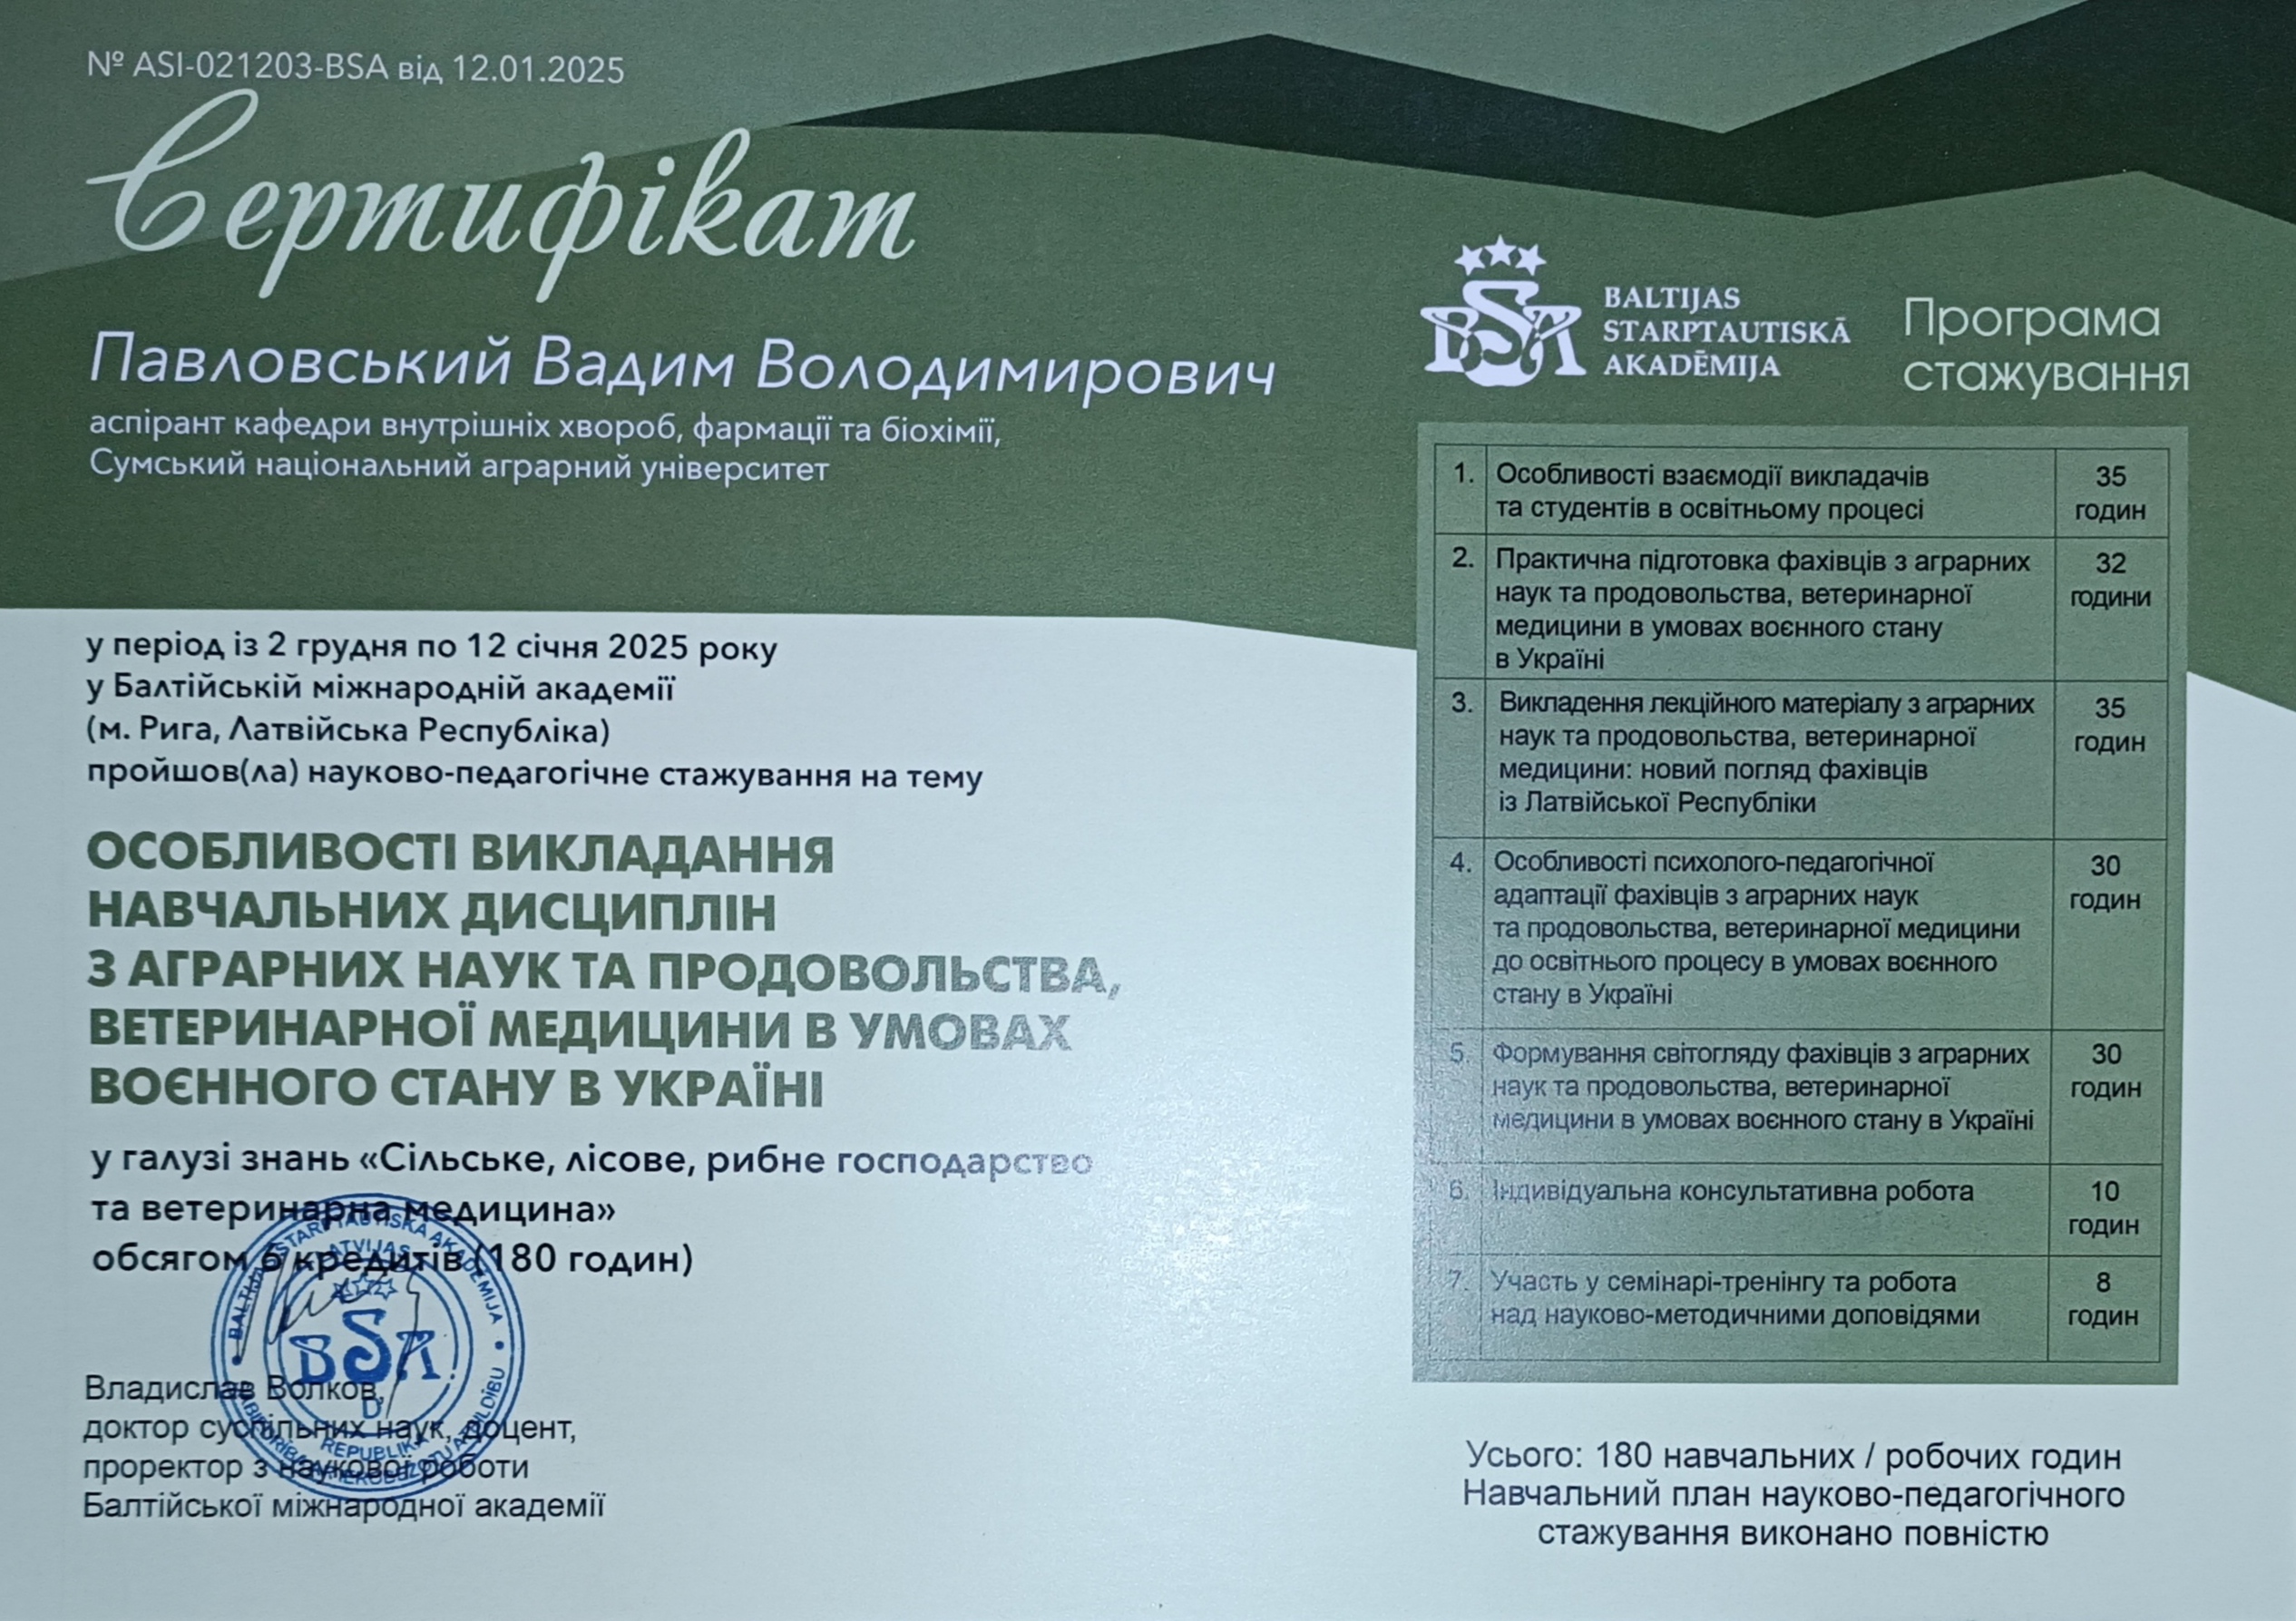 № ASI-021203-BSA від 12.01.2025
Сертифікат
Павловський Вадим Володимирович
аспірант кафедри внутрішніх хвороб, фармації та біохімії,
Сумський національний аграрний університет
у період із 2 грудня по 12 січня 2025 року
у Балтійській міжнародній академії
(м. Рига, Латвійська Республіка)
пройшов(ла) науково-педагогічне стажування на тему
ОСОБЛИВОСТІ ВИКЛАДАННЯ
НАВЧАЛЬНИХ ДИСЦИПЛІН
З АГРАРНИХ НАУК ТА ПРОДОВОЛЬСТВА,
ВЕТЕРИНАРНОЇ МЕДИЦИНИ В УМОВАХ
ВОЄННОГО СТАНУ В УКРАЇНІ
у галузі знань «Сільське, лісове, рибне господарство
та ветеринарна медицина»
обсягом 6 кредитів (180 годин)
BALTIJAS STARPTAUTISKĀ AKADĒMIJA
LATVIJAS
BSA
REPUBLIKA
Владислав Волков,
доктор суспільних наук, доцент,
проректор з наукової роботи
Балтійської міжнародної академії
BSA
BALTIJAS
STARPTAUTISKĀ
AKADĒMIJA
Програма
стажування
1. Особливості взаємодії викладачів 35
та студентів в освітньому процесі годин
2. Практична підготовка фахівців з аграрних 32
наук та продовольства, ветеринарної години
медицини в умовах воєнного стану
в Україні
3. Викладення лекційного матеріалу з аграрних 35
наук та продовольства, ветеринарної годин
медицини: новий погляд фахівців
із Латвійської Республіки
4. Особливості психолого-педагогічної 30
адаптації фахівців з аграрних наук годин
та продовольства, ветеринарної медицини
до освітнього процесу в умовах воєнного
стану в Україні
5. Формування світогляду фахівців з аграрних 30
наук та продовольства, ветеринарної годин
медицини в умовах воєнного стану в Україні
6. Індивідуальна консультативна робота 10
годин
7. Участь у семінарі-тренінгу та робота 8
над науково-методичними доповідями годин
Усього: 180 навчальних / робочих годин
Навчальний план науково-педагогічного
стажування виконано повністю